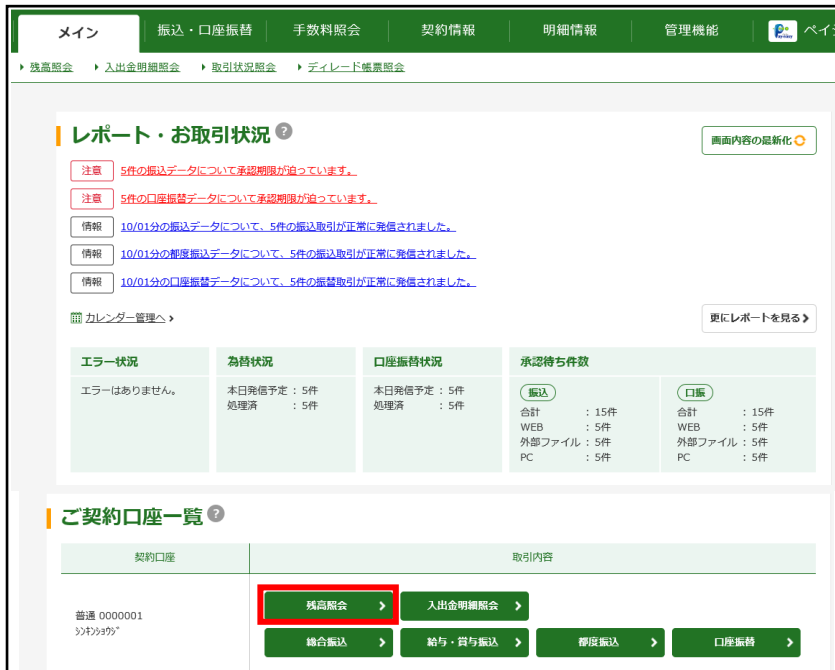 メイン 振込・口座振替 手数料照会 契約情報 明細情報 管理機能 ペイジ
残高照会 入出金明細照会 取引状況照会 ディレード帳票照会
レポート・お取引状況 ?
画面内容の最新化
注意 5件の振込データについて承認期限が迫っています。
注意 5件の口座振替データについて承認期限が迫っています。
情報 10/01分の振込データについて、5件の振込取引が正常に発信されました。
情報 10/01分の都度振込データについて、5件の振込取引が正常に発信されました。
情報 10/01分の口座振替データについて、5件の振替取引が正常に発信されました。
カレンダー管理へ
更にレポートを見る
エラー状況 為替状況 口座振替状況 承認待ち件数
エラーはありません。
本日発信予定 : 5件
処理済 : 5件
本日発信予定 : 5件
処理済 : 5件
振込
合計 : 15件
WEB : 5件
外部ファイル : 5件
PC : 5件
口振
合計 : 15件
WEB : 5件
外部ファイル : 5件
PC : 5件
ご契約口座一覧 ?
契約口座 取引内容
普通 0000001
ｼﾝｷﾝｼｮｳｼﾞ
残高照会 入出金明細照会
総合振込 給与・賞与振込 都度振込 口座振替